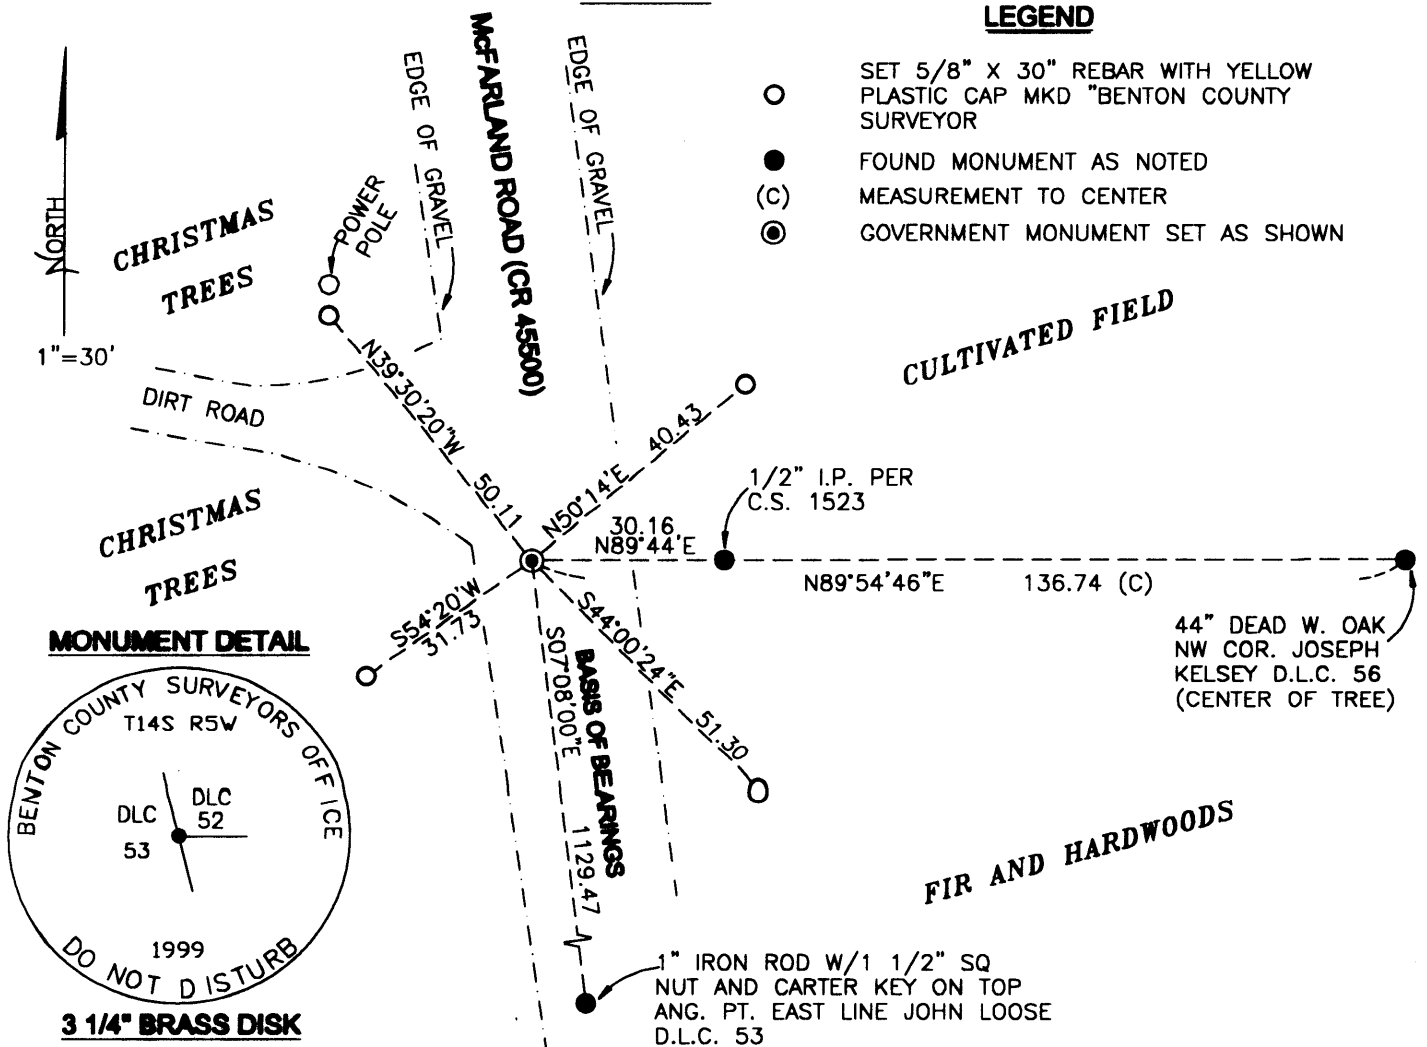 LEGEND
SET 5/8" X 30" REBAR WITH YELLOW
PLASTIC CAP MKD "BENTON COUNTY
SURVEYOR
FOUND MONUMENT AS NOTED
(C) MEASUREMENT TO CENTER
GOVERNMENT MONUMENT SET AS SHOWN
NORTH
1"=30'
CHRISTMAS
TREES
POWER
POLE
EDGE OF GRAVEL
McFARLAND ROAD (CR 45500)
EDGE OF GRAVEL
CULTIVATED FIELD
DIRT ROAD
N39°30'20"W 50.11
N50°14'E 40.43
1/2" I.P. PER
C.S. 1523
30.16
N89°44'E
N89°54'46"E 136.74 (C)
44" DEAD W. OAK
NW COR. JOSEPH
KELSEY D.L.C. 56
(CENTER OF TREE)
CHRISTMAS
TREES
S54°20'W
31.73
S44°00'24"E 51.30
S07°08'00"E 1129.47
BASIS OF BEARINGS
FIR AND HARDWOODS
1" IRON ROD W/1 1/2" SQ
NUT AND CARTER KEY ON TOP
ANG. PT. EAST LINE JOHN LOOSE
D.L.C. 53
MONUMENT DETAIL
BENTON COUNTY SURVEYORS OFFICE
T14S R5W
DLC
52
DLC
53
1999
DO NOT DISTURB
3 1/4" BRASS DISK